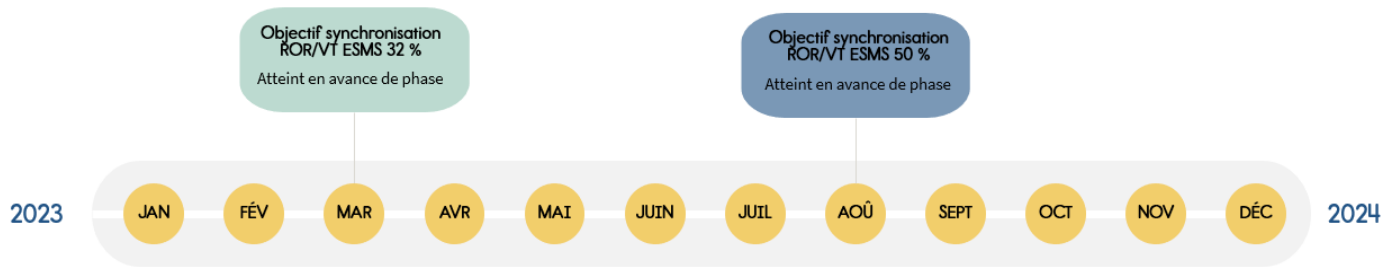 Objectif synchronisation
ROR/VT ESMS 32 %
Atteint en avance de phase
Objectif synchronisation
ROR/VT ESMS 50 %
Atteint en avance de phase
2023
JAN
FÉV
MAR
AVR
MAI
JUIN
JUIL
AOÛ
SEPT
OCT
NOV
DÉC
2024